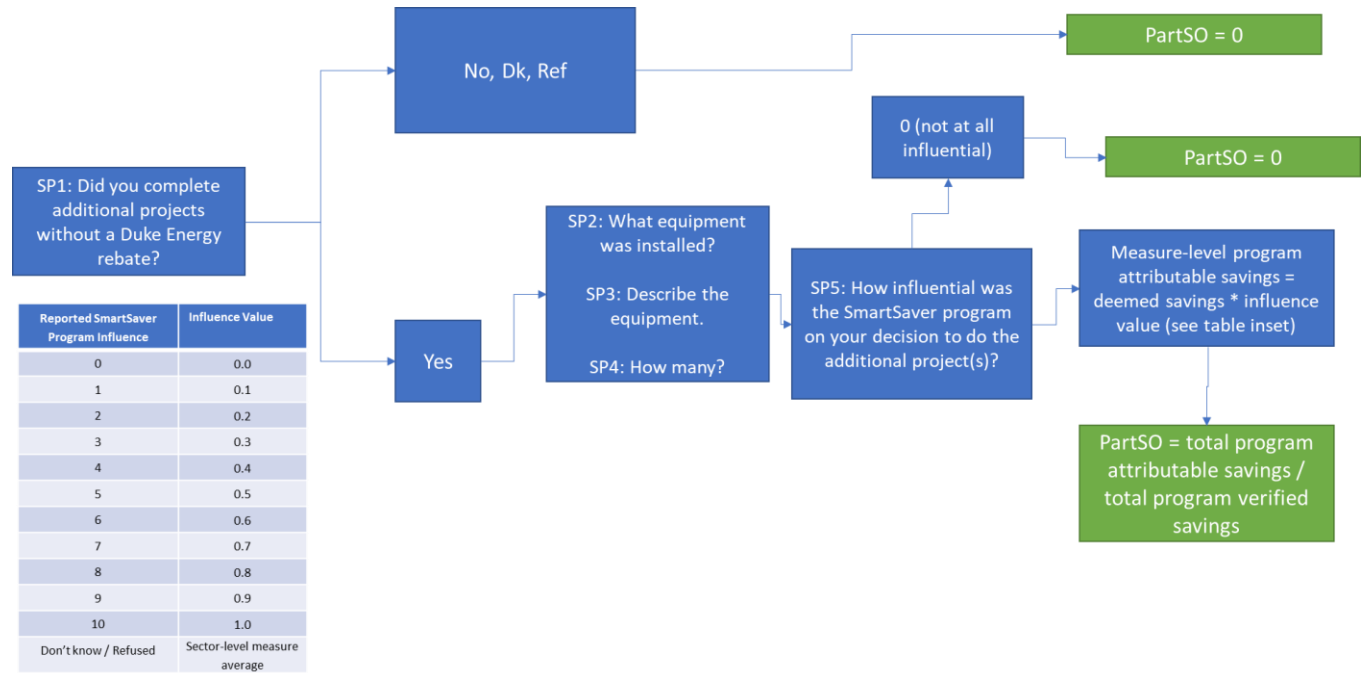 No, Dk, Ref
PartSO = 0
0 (not at all
influential)
PartSO = 0
SP1: Did you complete
additional projects
without a Duke Energy
rebate?
Yes
SP2: What equipment
was installed?
SP3: Describe the
equipment.
SP4: How many?
SP5: How influential was
the SmartSaver program
on your decision to do the
additional project(s)?
Measure-level program
attributable savings =
deemed savings * influence
value (see table inset)
PartSO = total program
attributable savings /
total program verified
savings
Reported SmartSaver
Program Influence
Influence Value
0 0.0
1 0.1
2 0.2
3 0.3
4 0.4
5 0.5
6 0.6
7 0.7
8 0.8
9 0.9
10 1.0
Don't know / Refused
Sector-level measure
average